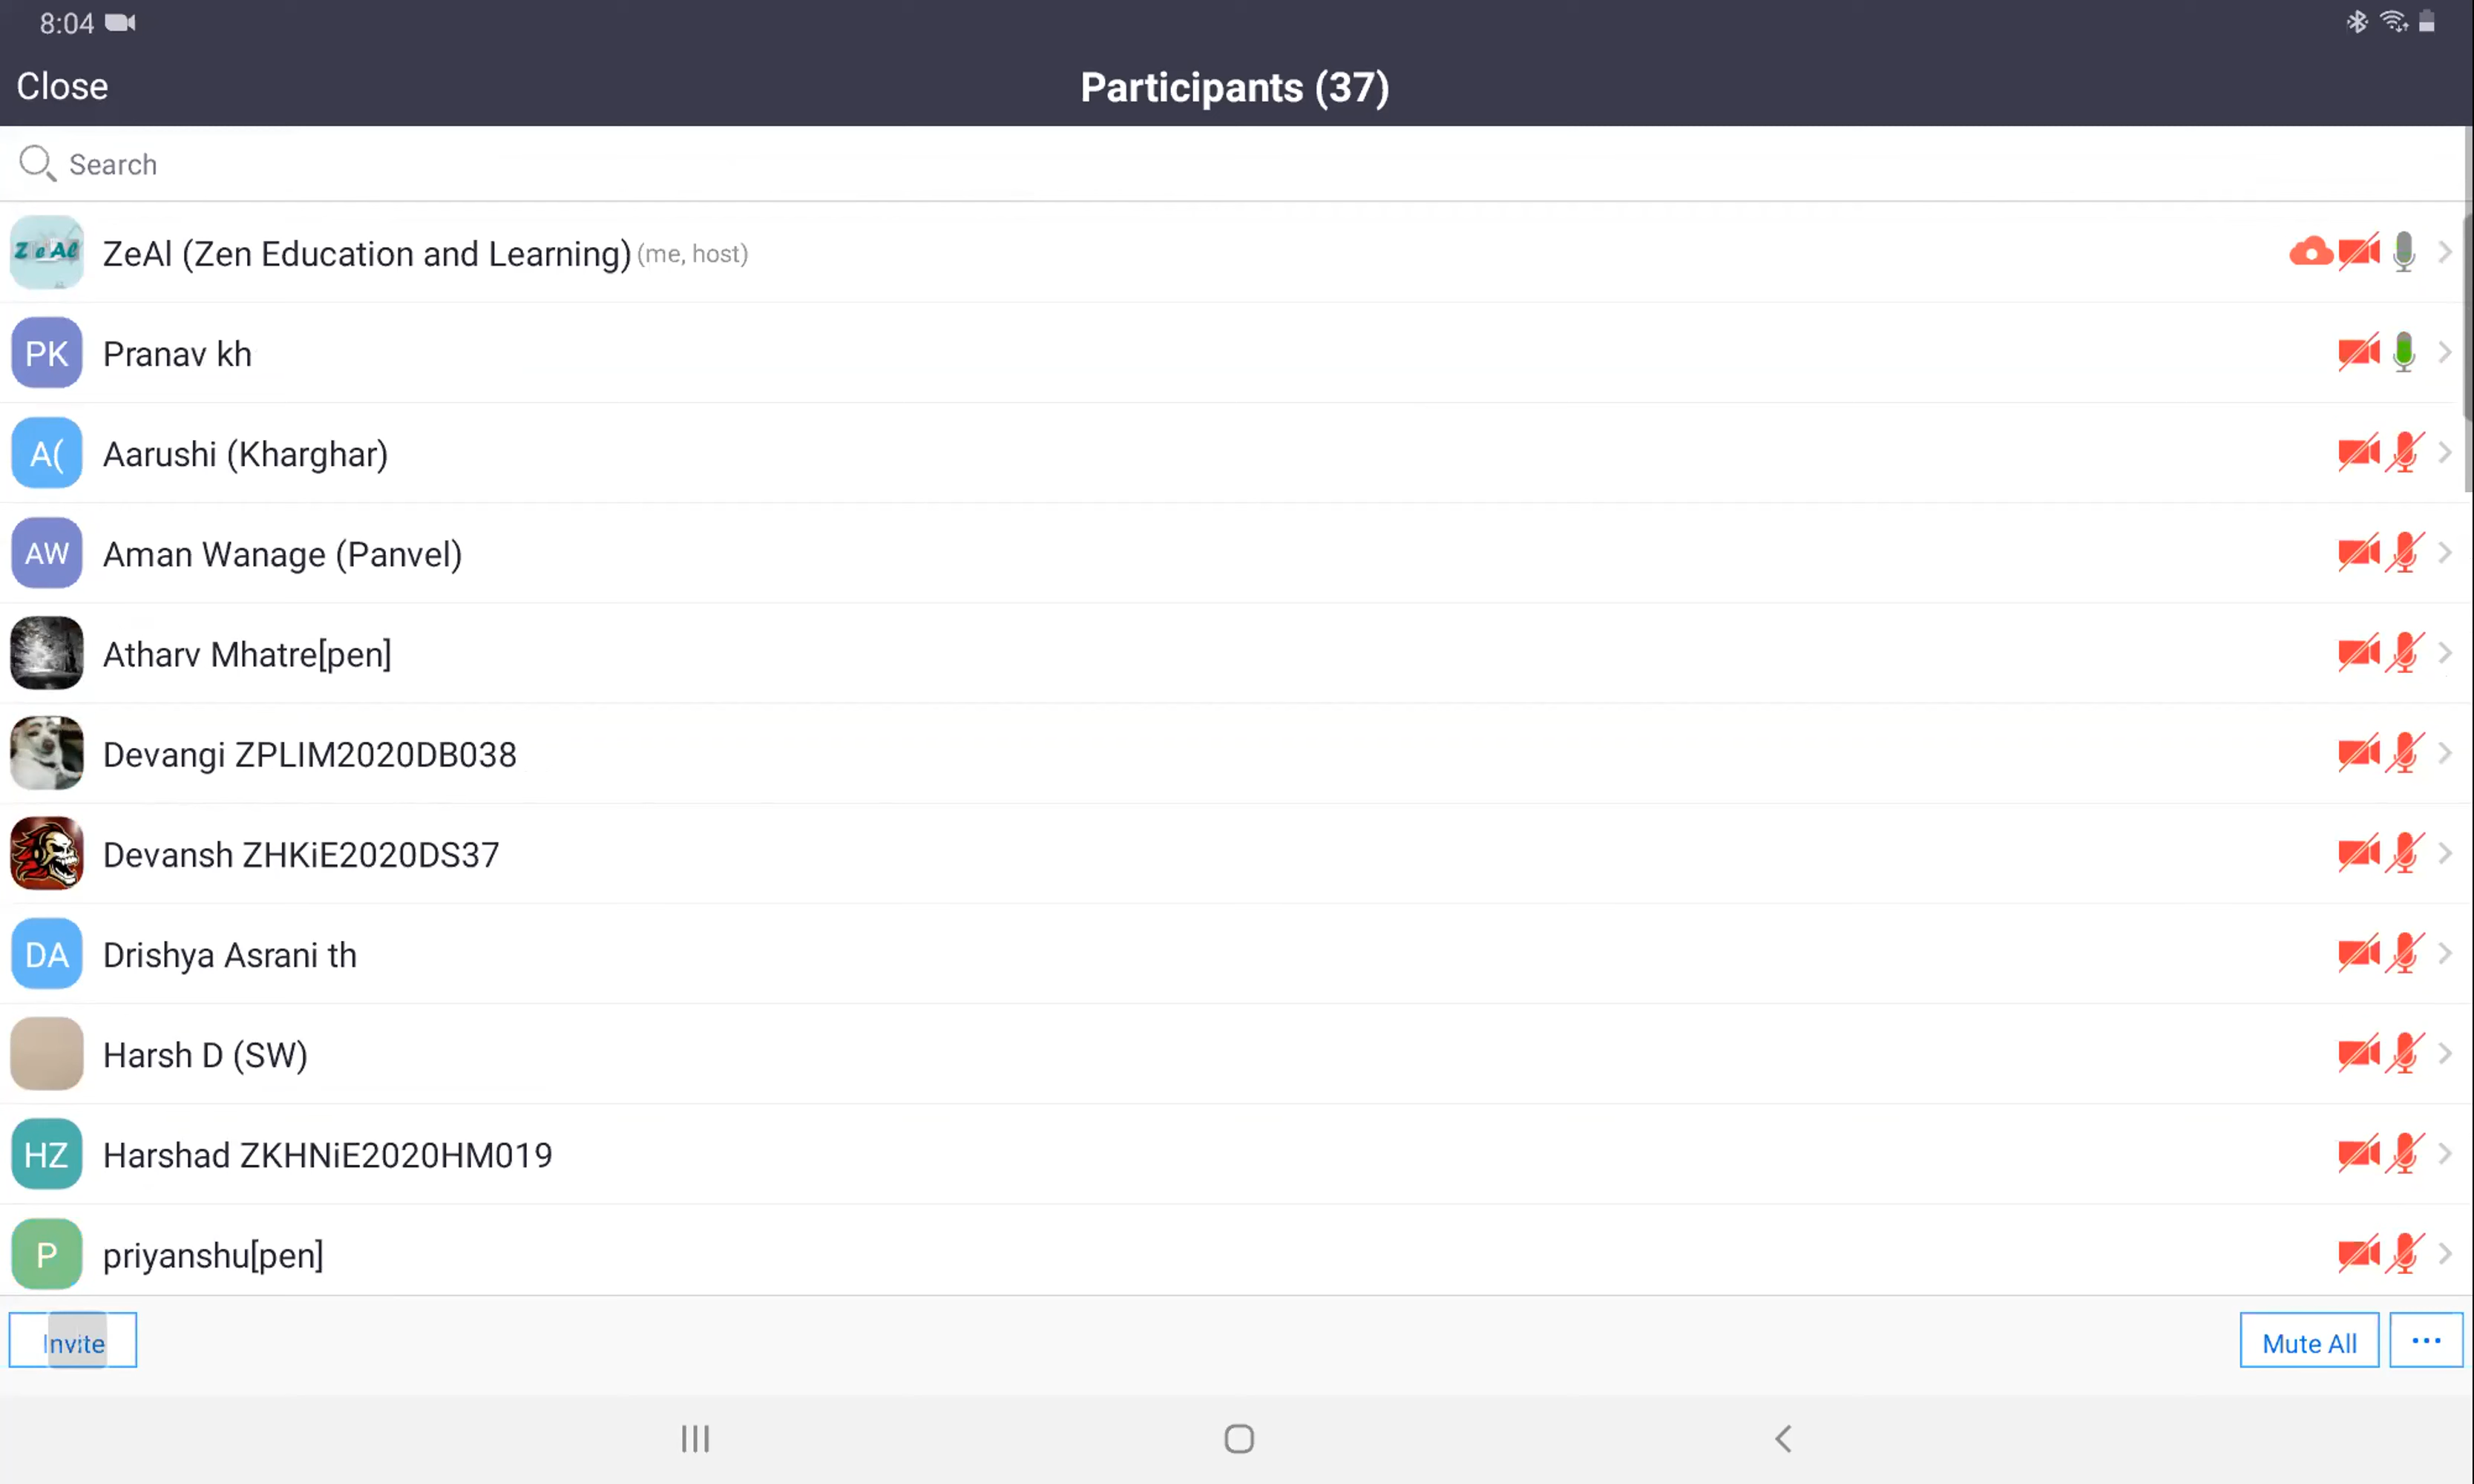 8:04
Close
Participants (37)
Search
ZeAl
ZeAl (Zen Education and Learning) (me, host)
PK
Pranav kh
A(
Aarushi (Kharghar)
AW
Aman Wanage (Panvel)
Atharv Mhatre[pen]
Devangi ZPLIM2020DB038
Devansh ZHKiE2020DS37
DA
Drishya Asrani th
Harsh D (SW)
HZ
Harshad ZKHNiE2020HM019
P
priyanshu[pen]
Invite
Mute All
...